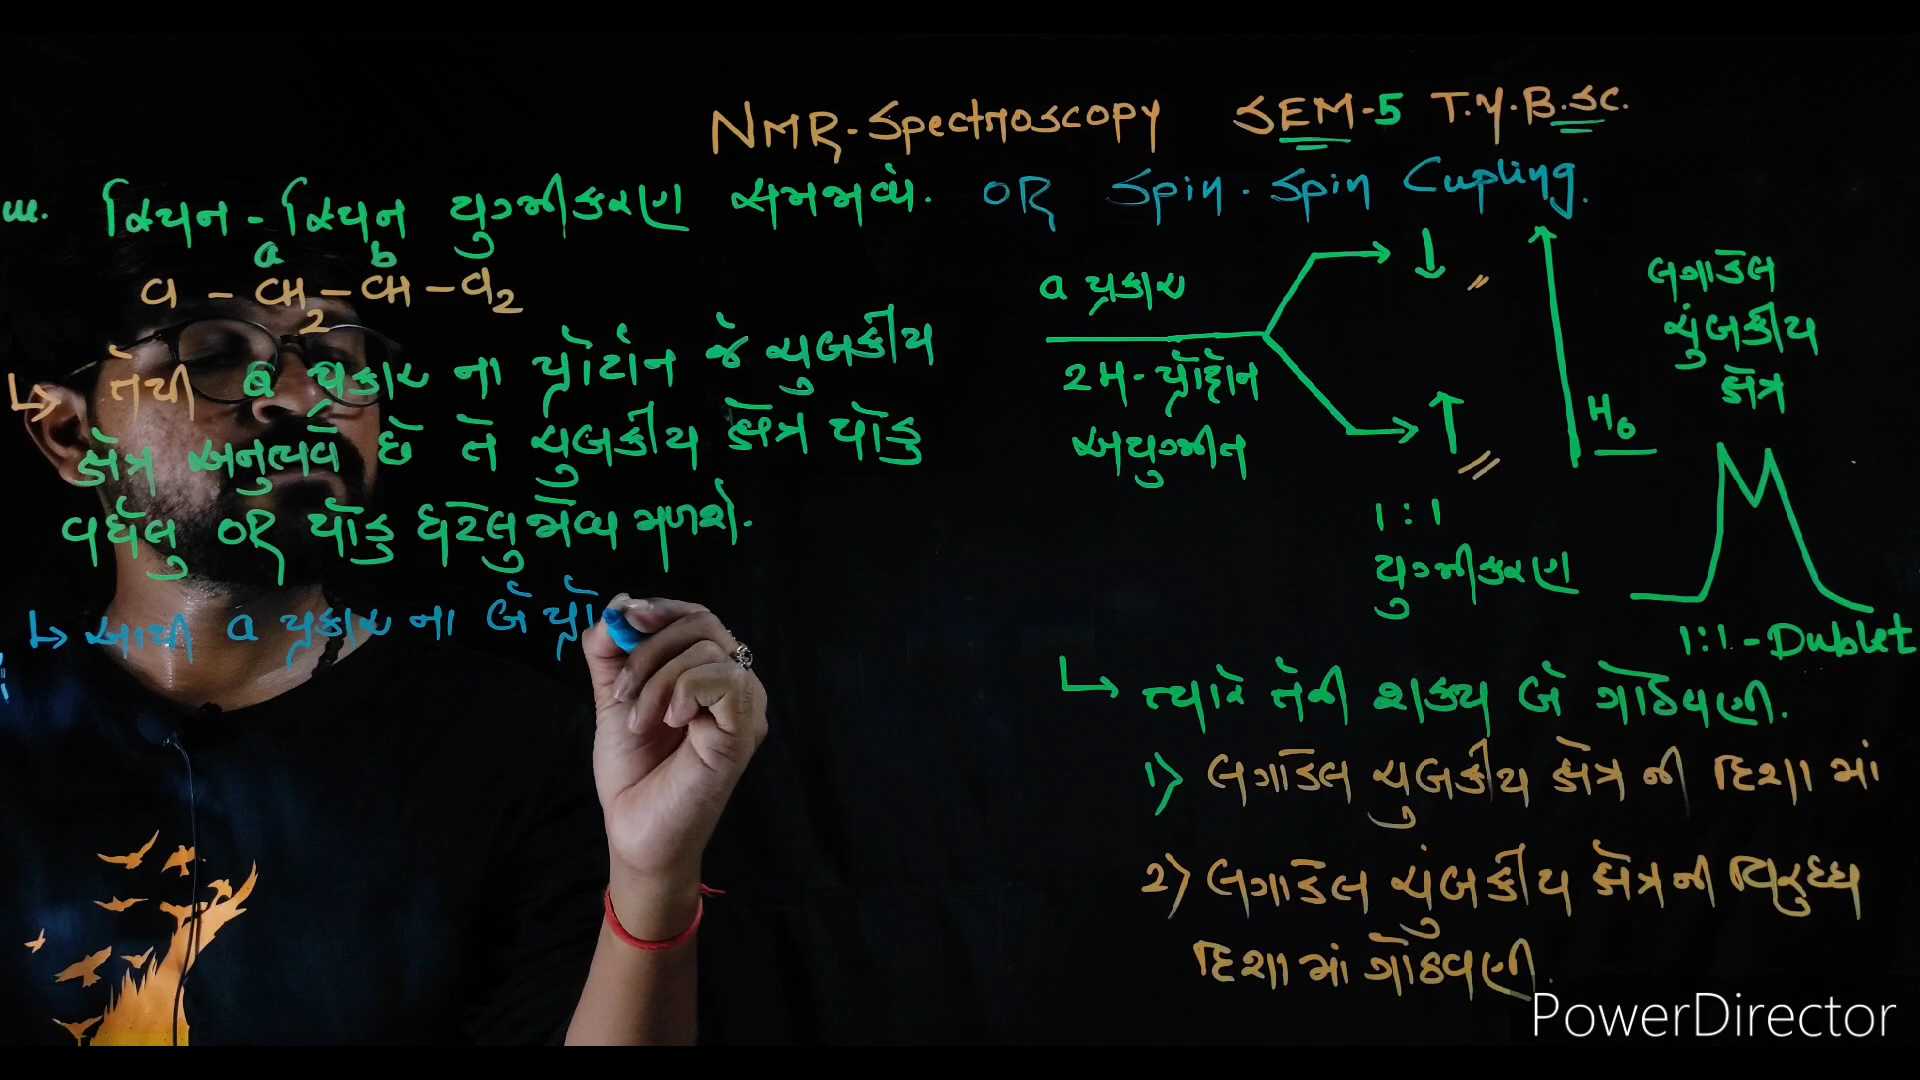 NMR-Spectroscopy SEM-5 T.Y.B.Sc.
સ્પિન-સ્પિન યુગ્મીકરણ સમજાવો. OR Spin-Spin Cupling.
a b
Cl - CH2 - CH - Cl2
↳ તેથી a પ્રકાર ના પ્રોટોન જે ચુબકીય
ક્ષેત્ર અનુભવે છે તે ચુબકીય ક્ષેત્ર થોડુ
વધેલુ OR થોડુ ઘટેલુ જોવા મળશે.
↳ આથી a પ્રકાર ના બે પ્રો
a પ્રકાર
2H-પ્રોટોન
અયુગ્મીત
1:1
યુગ્મીકરણ
H0
લગાડેલ
ચુંબકીય
ક્ષેત્ર
1:1-Dublet
↳ ત્યારે તેની શક્ય બે ગોઠવણી.
1) લગાડેલ ચુબકીય ક્ષેત્ર ની દિશા માં
2) લગાડેલ ચુંબકીય ક્ષેત્ર ની વિરુધ્ધ
દિશા માં ગોઠવણી.
PowerDirector